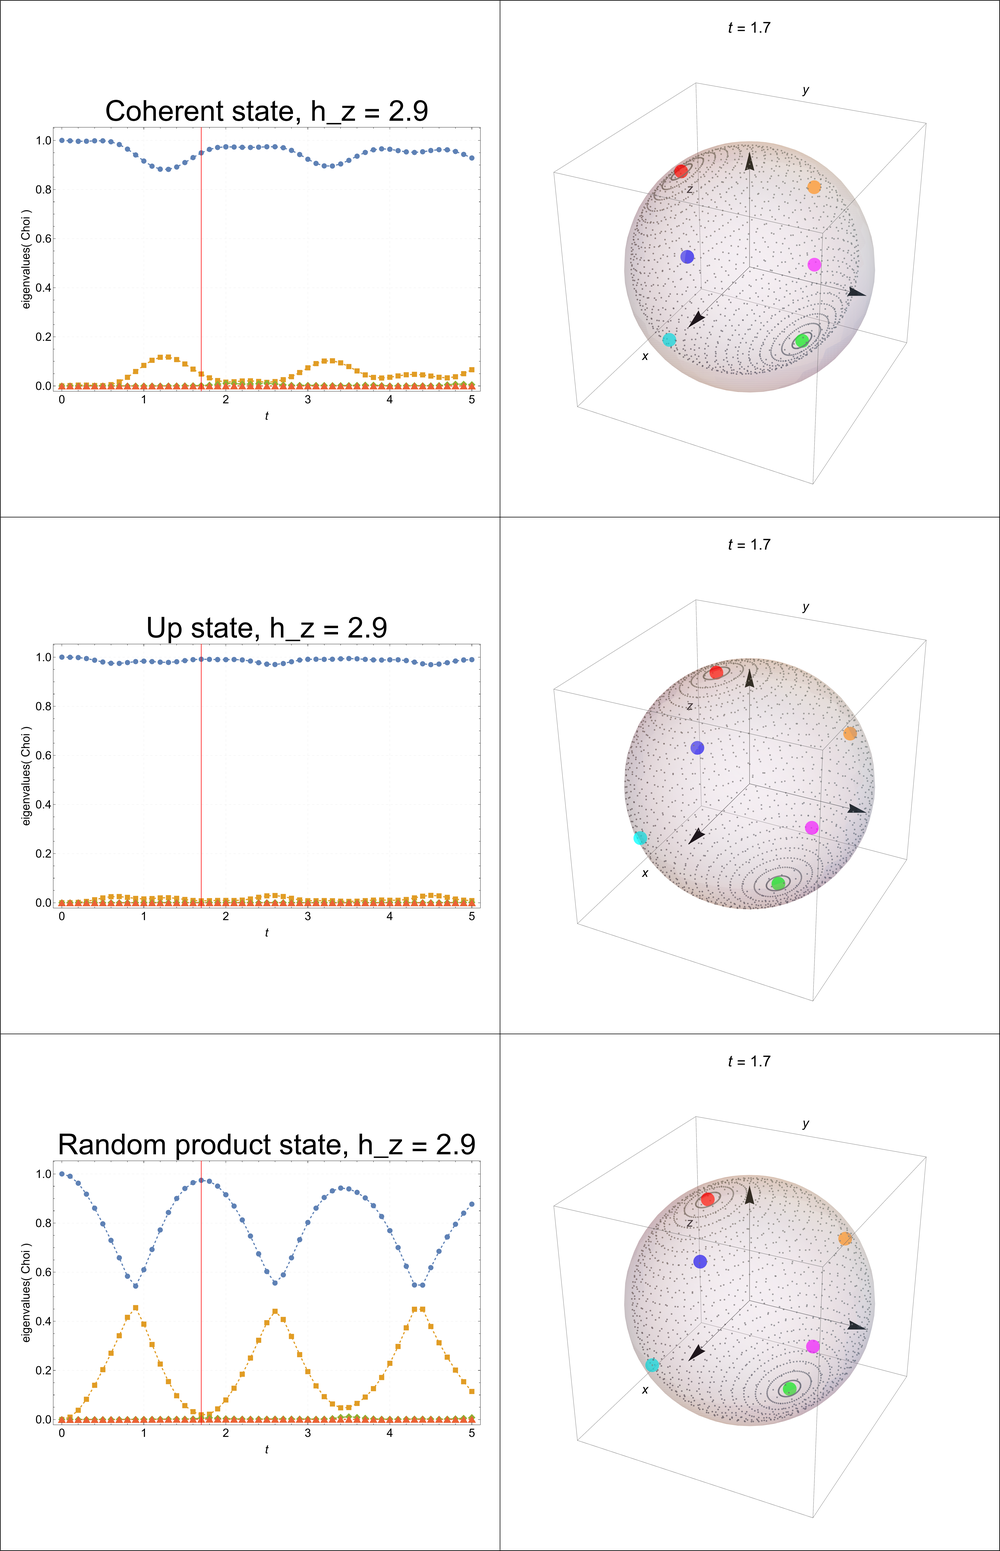 t = 1.7
y
Coherent state, h_z = 2.9
1.0
0.8
0.6
0.4
0.2
0.0
eigenvalues( Choi )
0 1 2 3 4 5
t
z
x
t = 1.7
y
Up state, h_z = 2.9
1.0
0.8
0.6
0.4
0.2
0.0
eigenvalues( Choi )
0 1 2 3 4 5
t
z
x
t = 1.7
y
Random product state, h_z = 2.9
1.0
0.8
0.6
0.4
0.2
0.0
eigenvalues( Choi )
0 1 2 3 4 5
t
z
x